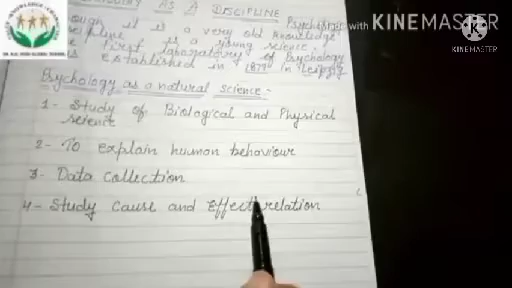 AS A DISCIPLINE
though it is a very old knowledge Psychology
discipline it is a young science.
first laboratory of Psychology
is established in 1879 in Leipzig
Psychology as a natural science:-
1- Study of Biological and Physical
science
2- To explain human behaviour
3- Data collection
4- Study Cause and Effect relation
Made with KINEMASTER
KINEMASTER